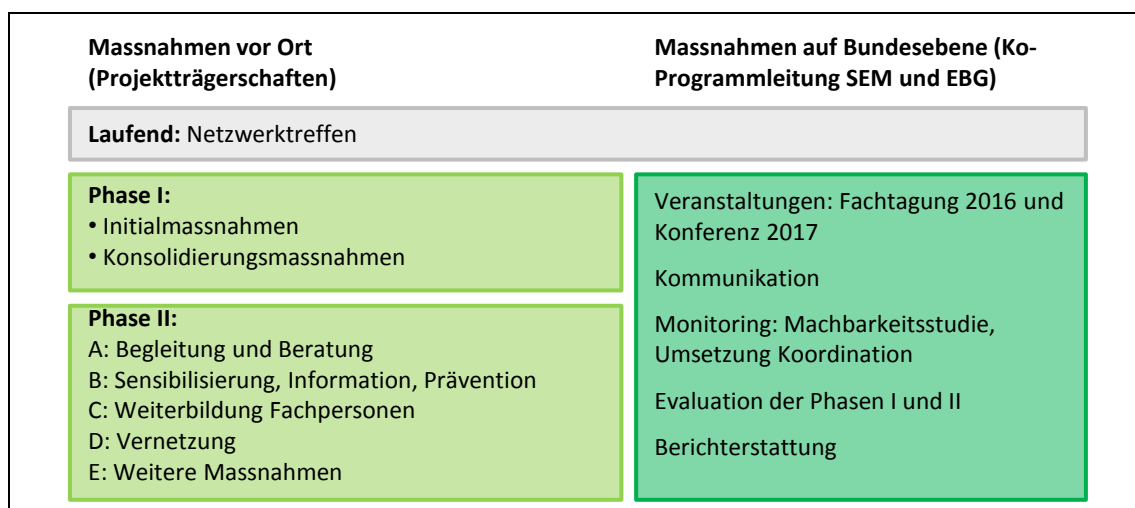 Massnahmen vor Ort
(Projektträgerschaften)
Massnahmen auf Bundesebene (Ko-
Programmleitung SEM und EBG)
Laufend: Netzwerktreffen
Phase I:
• Initialmassnahmen
• Konsolidierungsmassnahmen
Phase II:
A: Begleitung und Beratung
B: Sensibilisierung, Information, Prävention
C: Weiterbildung Fachpersonen
D: Vernetzung
E: Weitere Massnahmen
Veranstaltungen: Fachtagung 2016 und
Konferenz 2017
Kommunikation
Monitoring: Machbarkeitsstudie,
Umsetzung Koordination
Evaluation der Phasen I und II
Berichterstattung